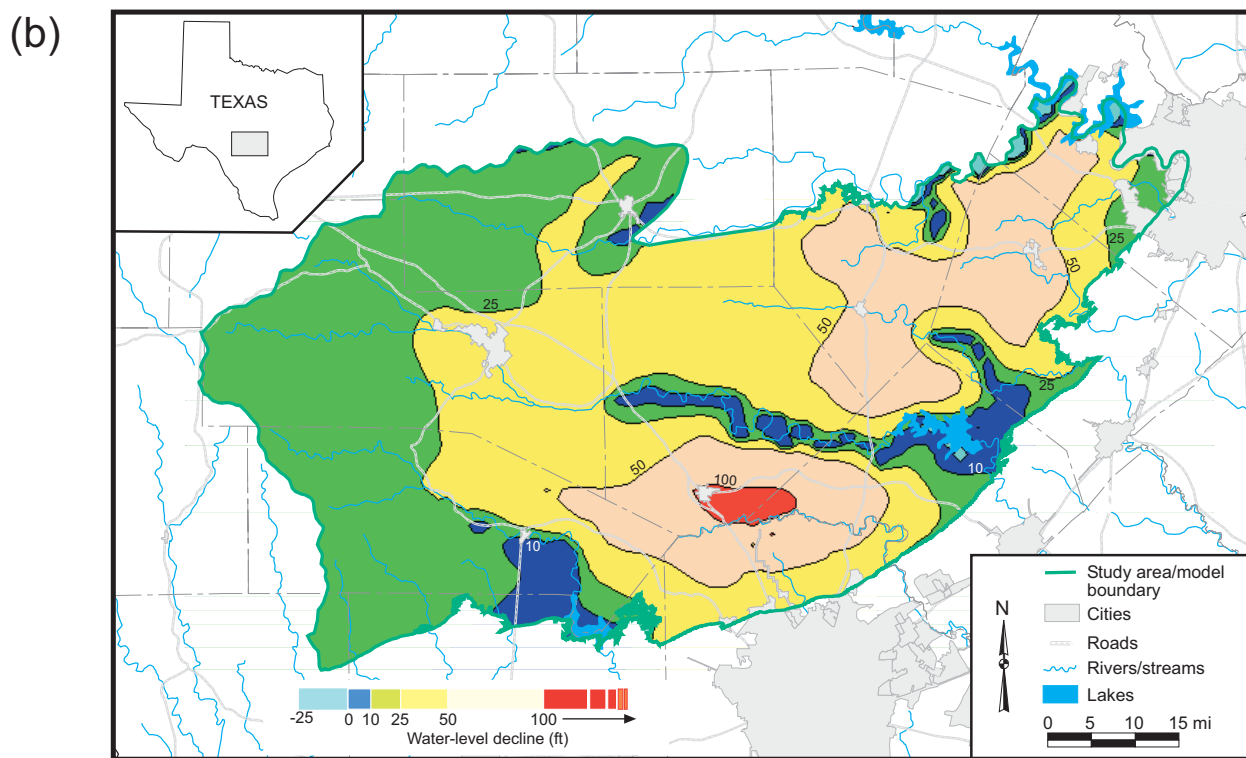 (b)
TEXAS
25
50
25
50
25
50
100
10
10
N
Study area/model
boundary
Cities
Roads
Rivers/streams
Lakes
0 5 10 15 mi
-25 0 10 25 50 100
Water-level decline (ft)